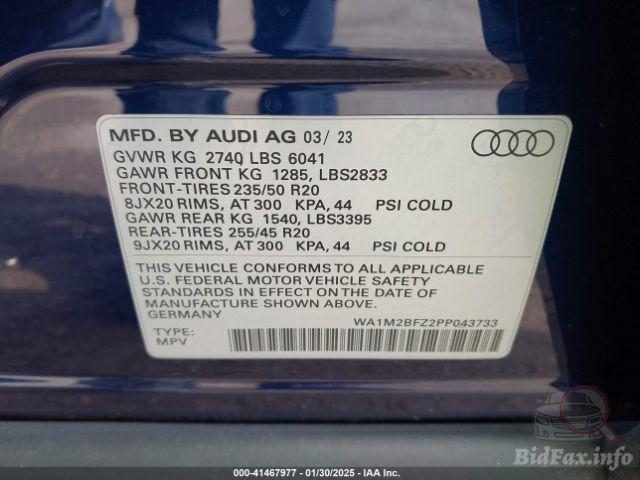 MFD. BY AUDI AG 03/ 23
GVWR KG 2740 LBS 6041
GAWR FRONT KG 1285, LBS2833
FRONT-TIRES 235/50 R20
8JX20 RIMS, AT 300 KPA, 44 PSI COLD
GAWR REAR KG 1540, LBS3395
REAR-TIRES 255/45 R20
9JX20 RIMS, AT 300 KPA, 44 PSI COLD
THIS VEHICLE CONFORMS TO ALL APPLICABLE
U.S. FEDERAL MOTOR VEHICLE SAFETY
STANDARDS IN EFFECT ON THE DATE OF
MANUFACTURE SHOWN ABOVE.
GERMANY
WA1M2BFZ2PP043733
TYPE:
MPV
BidFax.info
000-41467977 - 01/30/2025 - IAA Inc.